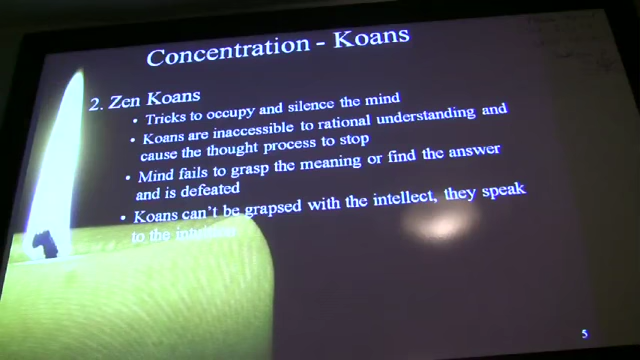 Concentration - Koans
2. Zen Koans
• Tricks to occupy and silence the mind
• Koans are inaccessible to rational understanding and
cause the thought process to stop
• Mind fails to grasp the meaning or find the answer
and is defeated
• Koans can't be grapsed with the intellect, they speak
to the
5